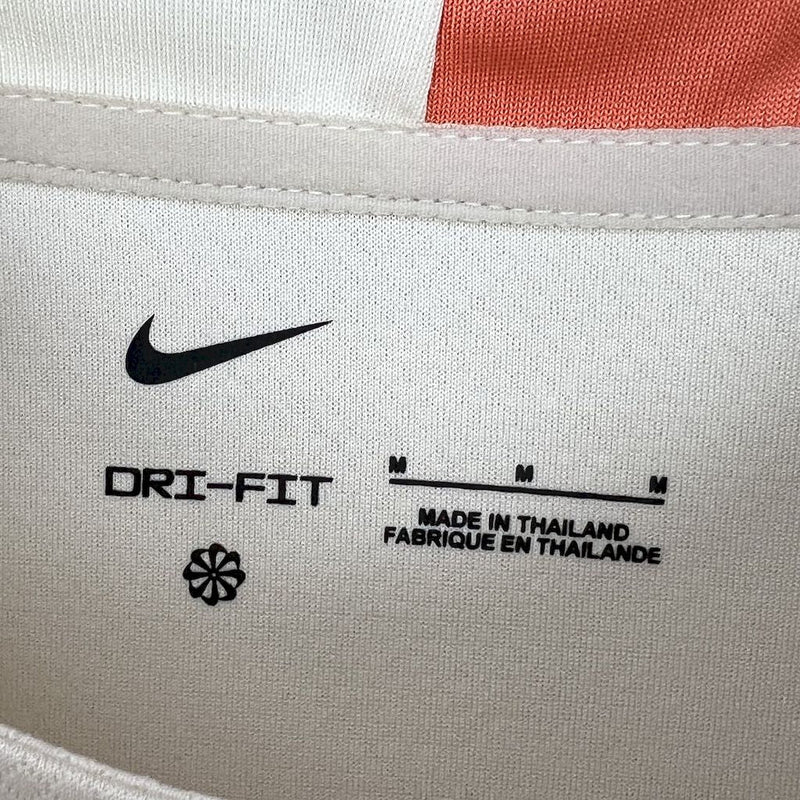 DRI-FIT
M M M
MADE IN THAILAND
FABRIQUE EN THAILANDE